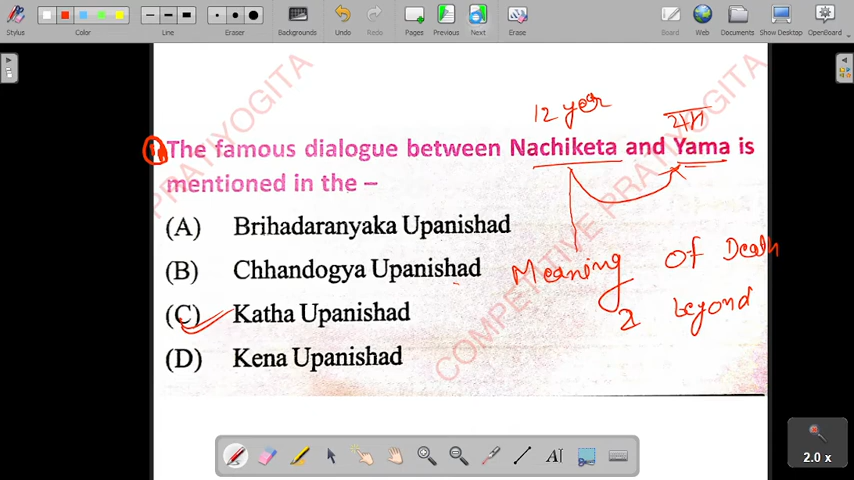 Stylus
Color
Line
Eraser
Backgrounds
Undo
Redo
Pages
Previous
Next
Erase
Board
Web
Documents
Show Desktop
OpenBoard
12 year
The famous dialogue between Nachiketa and Yama is
mentioned in the –
(A) Brihadaranyaka Upanishad
(B) Chhandogya Upanishad
(C) Katha Upanishad
(D) Kena Upanishad
Meaning Of Death
beyond
COMPETITIVE PRATIYOGITA
PRATIYOGITA
2.0 x